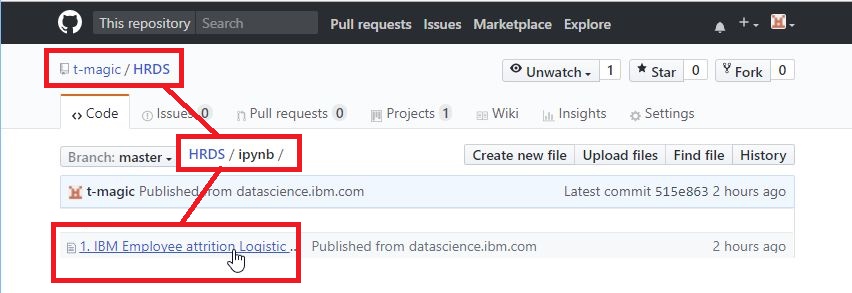 This repository Search Pull requests Issues Marketplace Explore
t-magic / HRDS Unwatch 1 Star 0 Fork 0
Code Issues 0 Pull requests 0 Projects 1 Wiki Insights Settings
Branch: master HRDS / ipynb / Create new file Upload files Find file History
t-magic Published from datascience.ibm.com Latest commit 515e863 2 hours ago
1. IBM Employee attrition Logistic ... Published from datascience.ibm.com 2 hours ago